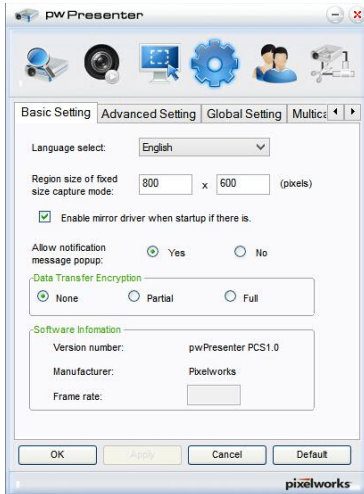 pwPresenter
Basic Setting Advanced Setting Global Setting Multica
Language select: English
Region size of fixed size capture mode: 800 x 600 (pixels)
Enable mirror driver when startup if there is.
Allow notification message popup: Yes No
Data Transfer Encryption
None Partial Full
Software Infomation
Version number: pwPresenter PCS1.0
Manufacturer: Pixelworks
Frame rate:
OK Apply Cancel Default
pixelworks